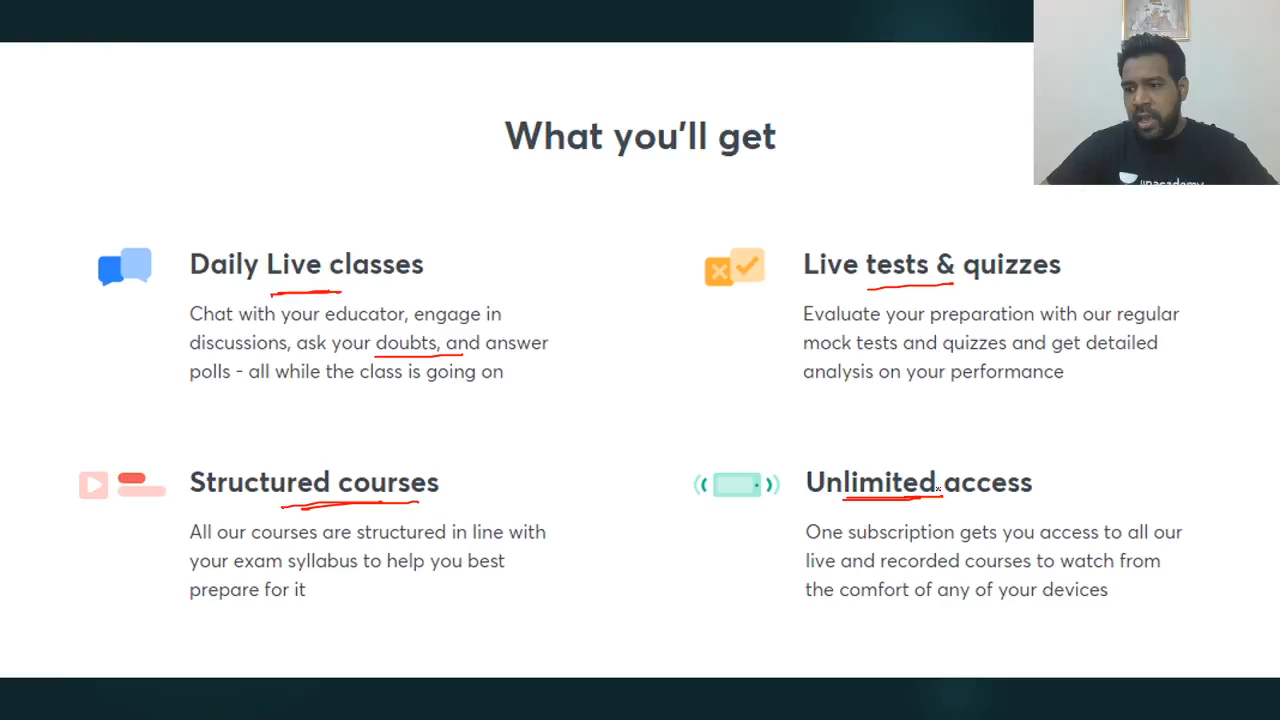 What you'll get
Daily Live classes
Chat with your educator, engage in
discussions, ask your doubts, and answer
polls - all while the class is going on
Live tests & quizzes
Evaluate your preparation with our regular
mock tests and quizzes and get detailed
analysis on your performance
Structured courses
All our courses are structured in line with
your exam syllabus to help you best
prepare for it
Unlimited access
One subscription gets you access to all our
live and recorded courses to watch from
the comfort of any of your devices
unacademy